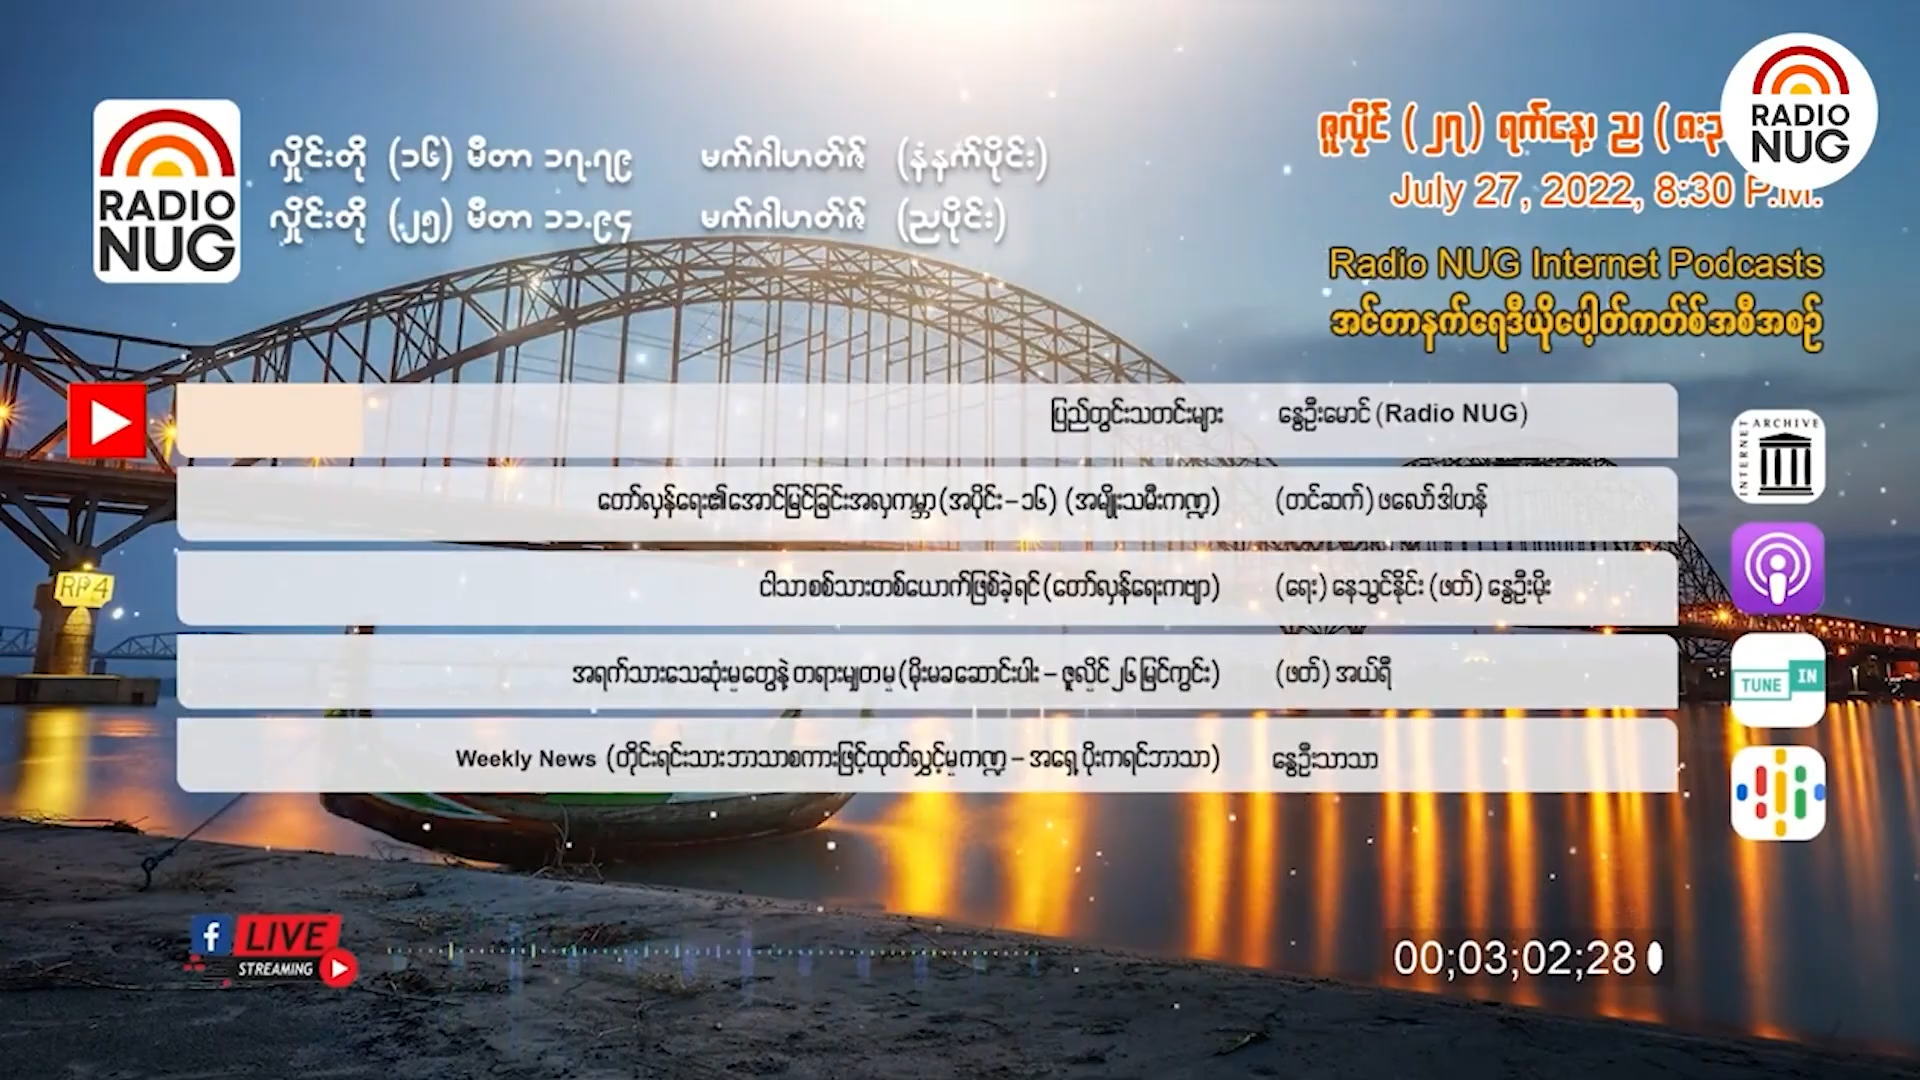 RADIO
NUG
လှိုင်းတို (၁၆) မီတာ ၁၇.၇၉ မက်ဂါဟတ်ဇ် (နံနက်ပိုင်း)
လှိုင်းတို (၂၅) မီတာ ၁၁.၉၄ မက်ဂါဟတ်ဇ် (ညပိုင်း)
ဇူလှိုင် (၂၇) ရက်နေ့၊ ည (၈း၃
July 27, 2022, 8:30 P.M.
RADIO
NUG
Radio NUG Internet Podcasts
အင်တာနက်ရေဒီယိုပေါ့တ်ကတ်စ်အစီအစဉ်
ပြည်တွင်းသတင်းများ နွေဦးမောင် (Radio NUG)
တော်လှန်ရေး၏အောင်မြင်ခြင်းအလှကမ္ဘာ (အပိုင်း – ၁၆) (အမျိုးသမီးကဏ္ဍ) (တင်ဆက်) ဖလော်ဒါဟန်
ငါသာစစ်သားတစ်ယောက်ဖြစ်ခဲ့ရင် (တော်လှန်ရေးကဗျာ) (ရေး) နေသွင်နိုင်း (ဖတ်) နွေဦးမိုး
အရက်သားသေဆုံးမှုတွေနဲ့ တရားမျှတမှု (မိုးမခဆောင်းပါး – ဇူလိုင် ၂၆ မြင်ကွင်း) (ဖတ်) အယ်ရီ
Weekly News (တိုင်းရင်းသားဘာသာစကားဖြင့်ထုတ်လွှင့်မှုကဏ္ဍ – အရှေ့ပိုးကရင်ဘာသာ) နွေဦးသာသာ
INTERNET ARCHIVE
TUNE IN
RP4
f LIVE
STREAMING
00;03;02;28